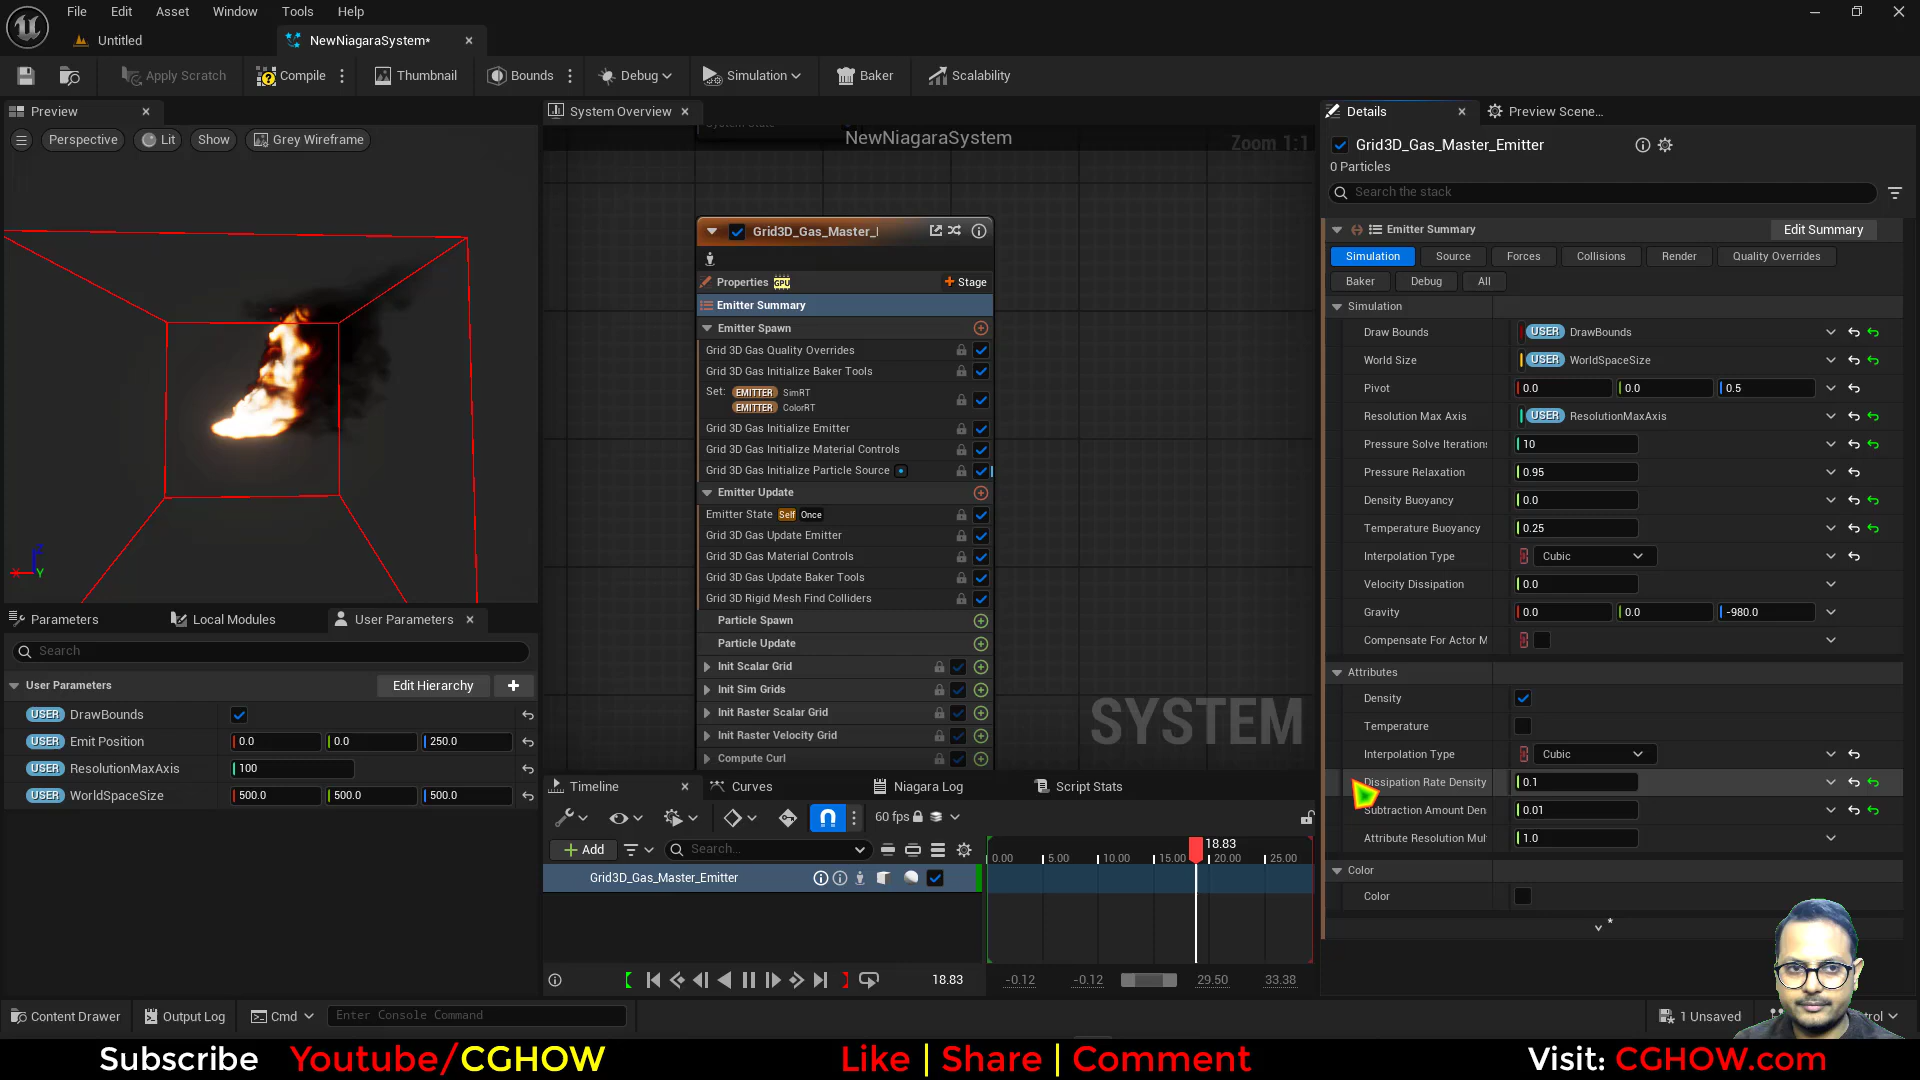 File Edit Asset Window Tools Help
Untitled
NewNiagaraSystem*
Apply Scratch
Compile
Thumbnail
Bounds
Debug
Simulation
Baker
Scalability
Preview
Perspective
Lit
Show
Grey Wireframe
System Overview
NewNiagaraSystem
Zoom 1:1
Grid3D_Gas_Master_
Properties GPU
Stage
Emitter Summary
Emitter Spawn
Grid 3D Gas Quality Overrides
Grid 3D Gas Initialize Baker Tools
Set: EMITTER SimRT
EMITTER ColorRT
Grid 3D Gas Initialize Emitter
Grid 3D Gas Initialize Material Controls
Grid 3D Gas Initialize Particle Source
Emitter Update
Emitter State Self Once
Grid 3D Gas Update Emitter
Grid 3D Gas Material Controls
Grid 3D Gas Update Baker Tools
Grid 3D Rigid Mesh Find Colliders
Particle Spawn
Particle Update
Init Scalar Grid
Init Sim Grids
Init Raster Scalar Grid
Init Raster Velocity Grid
Compute Curl
SYSTEM
Details
Preview Scene...
Grid3D_Gas_Master_Emitter
0 Particles
Search the stack
Emitter Summary
Edit Summary
Simulation Source Forces Collisions Render Quality Overrides
Baker Debug All
Simulation
Draw Bounds USER DrawBounds
World Size USER WorldSpaceSize
Pivot 0.0 0.0 0.5
Resolution Max Axis USER ResolutionMaxAxis
Pressure Solve Iterations 10
Pressure Relaxation 0.95
Density Buoyancy 0.0
Temperature Buoyancy 0.25
Interpolation Type Cubic
Velocity Dissipation 0.0
Gravity 0.0 0.0 -980.0
Compensate For Actor M
Attributes
Density
Temperature
Interpolation Type Cubic
Dissipation Rate Density 0.1
Subtraction Amount Den 0.01
Attribute Resolution Mul 1.0
Color
Color
X Y Z
Parameters
Local Modules
User Parameters
Search
User Parameters
Edit Hierarchy
USER DrawBounds
USER Emit Position 0.0 0.0 250.0
USER ResolutionMaxAxis 100
USER WorldSpaceSize 500.0 500.0 500.0
Timeline
Curves
Niagara Log
Script Stats
60 fps
Add
Search...
18.83
0.00 5.00 10.00 15.00 20.00 25.00
Grid3D_Gas_Master_Emitter
18.83
-0.12 -0.12 29.50 33.38
Content Drawer
Output Log
Cmd
Enter Console Command
1 Unsaved
Subscribe Youtube/CGHOW Like | Share | Comment Visit: CGHOW.com